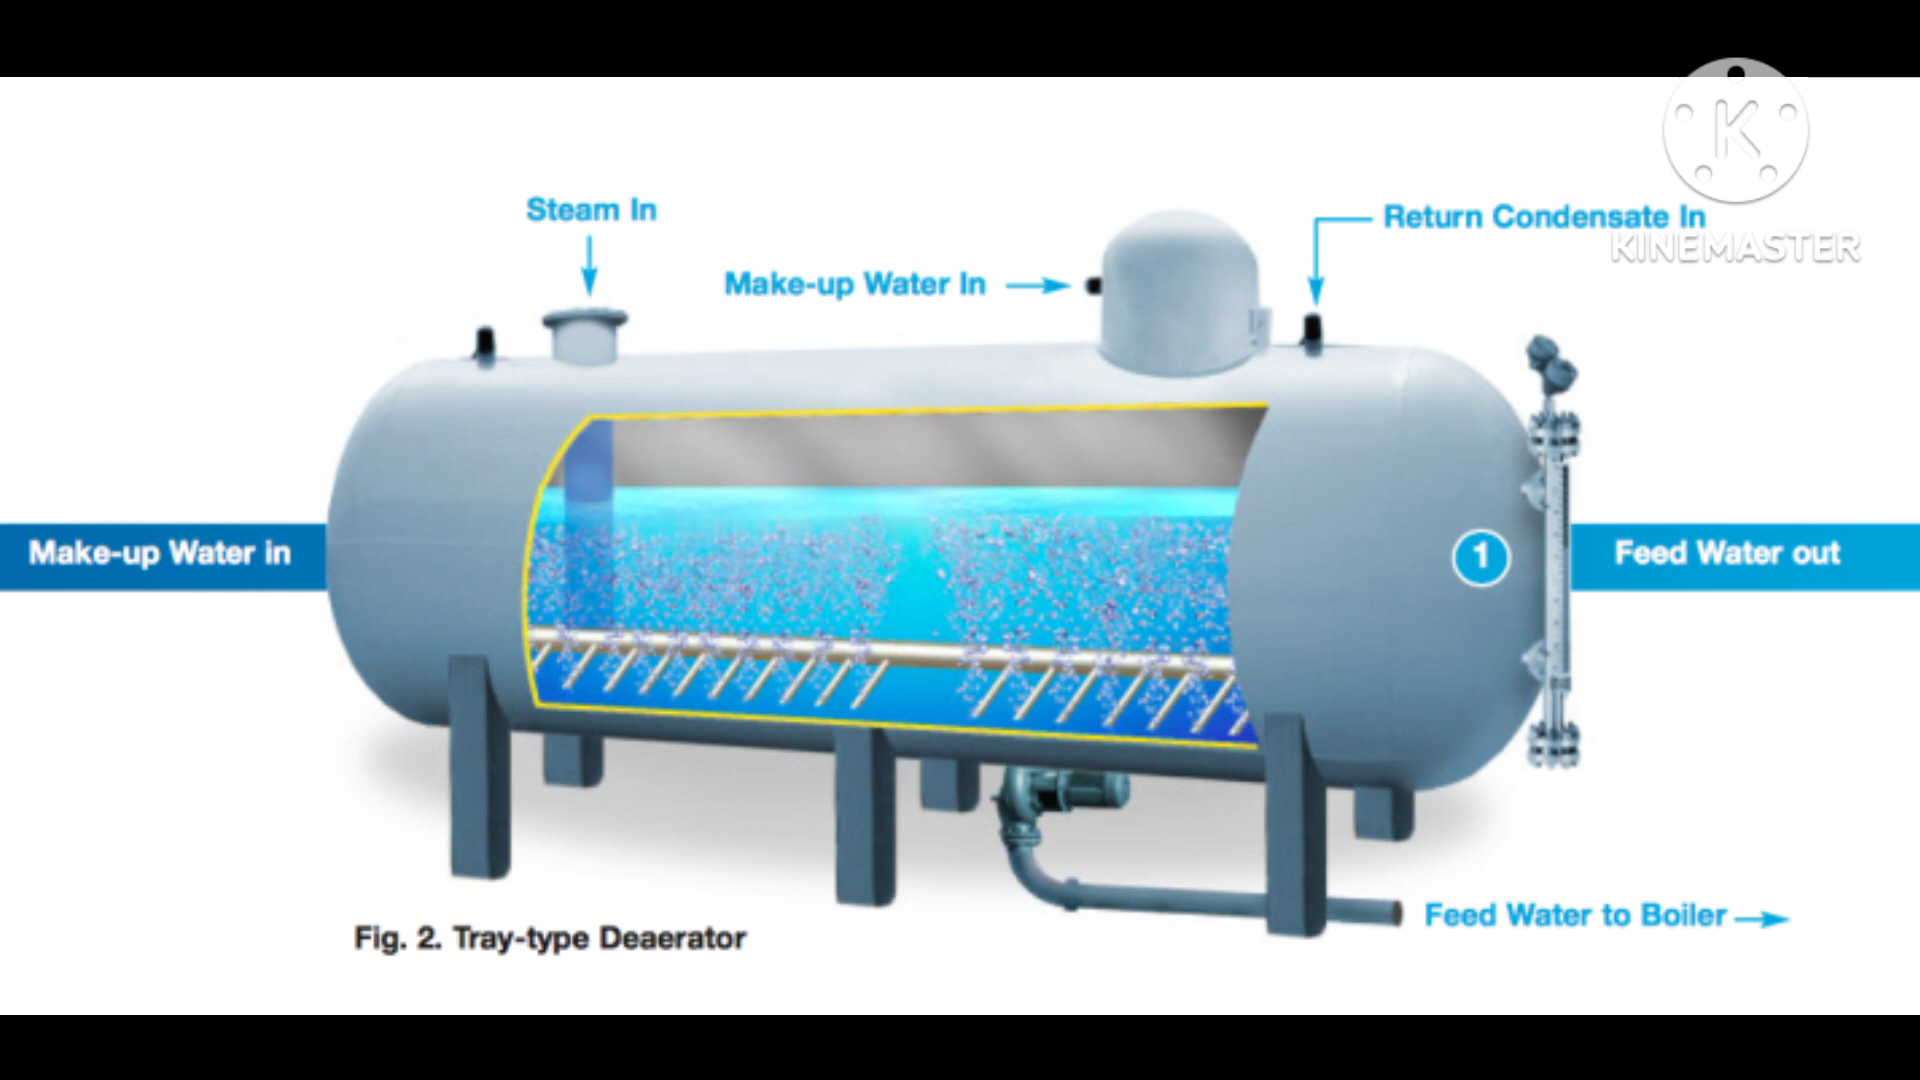 K
KINEMASTER
Steam In
Return Condensate In
Make-up Water In
Make-up Water in
1
Feed Water out
Feed Water to Boiler
Fig. 2. Tray-type Deaerator